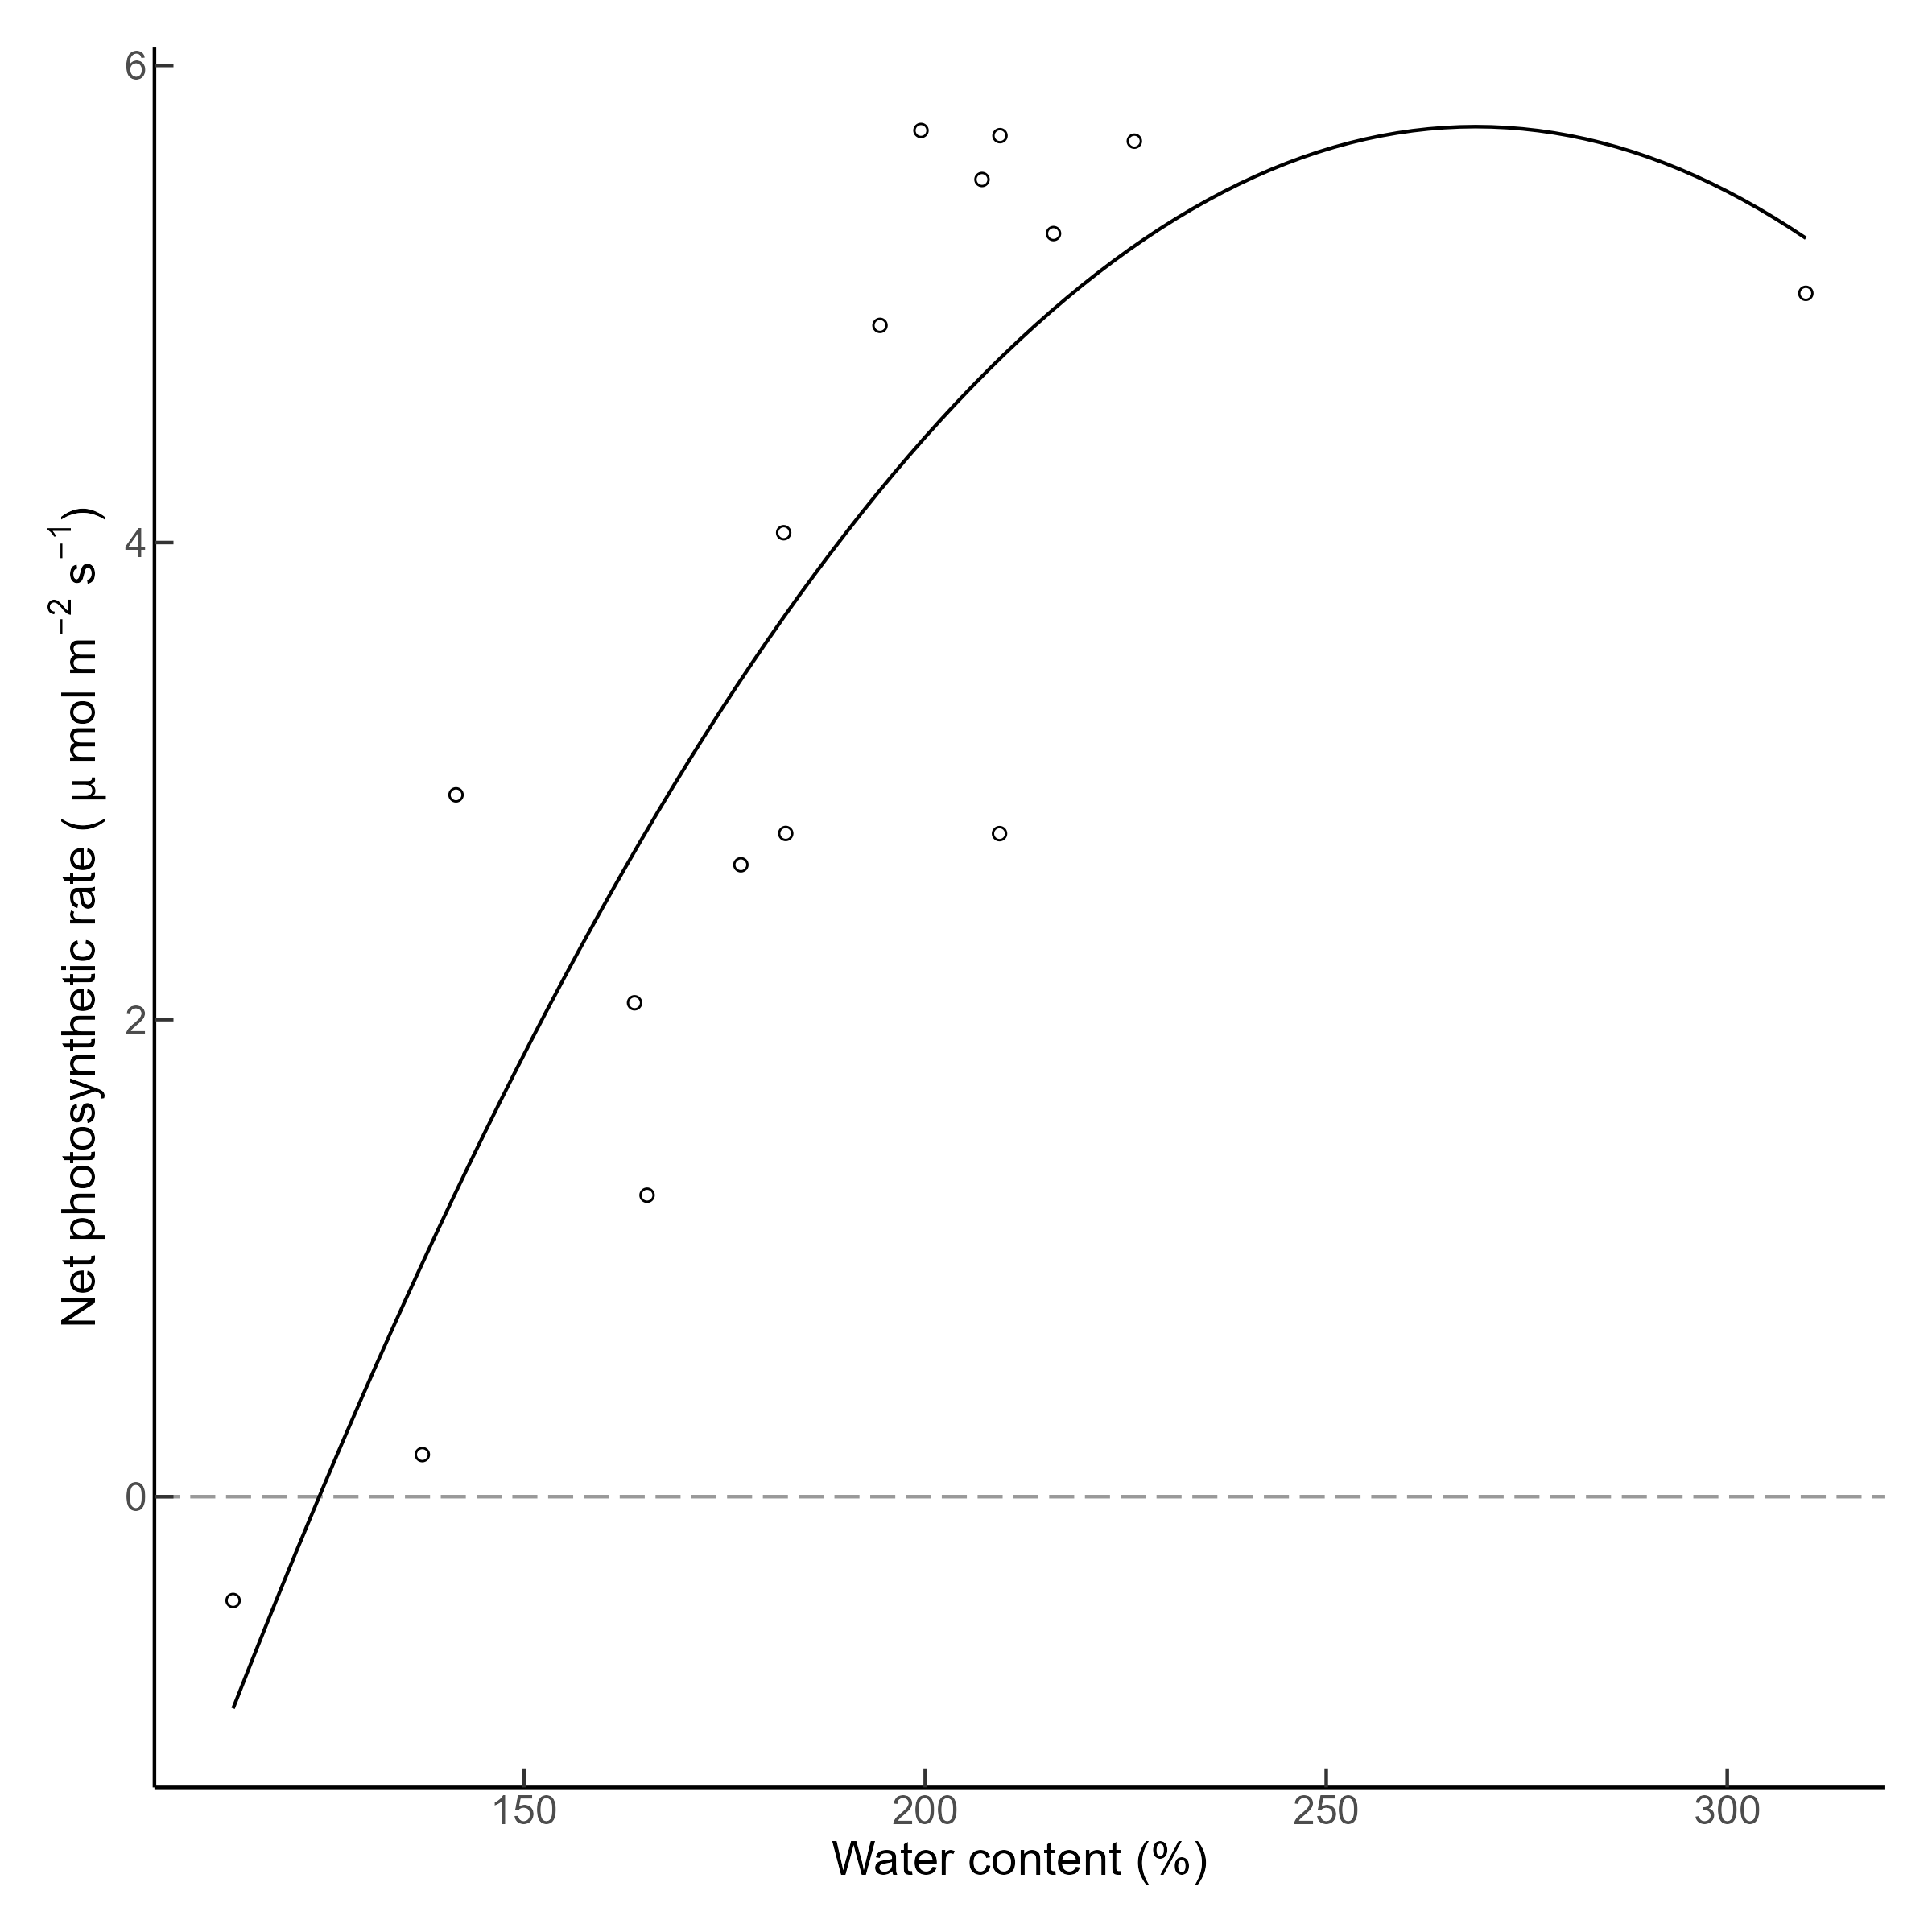 6
4
2
0
Net photosynthetic rate ( μ mol m⁻² s⁻¹)
150 200 250 300
Water content (%)